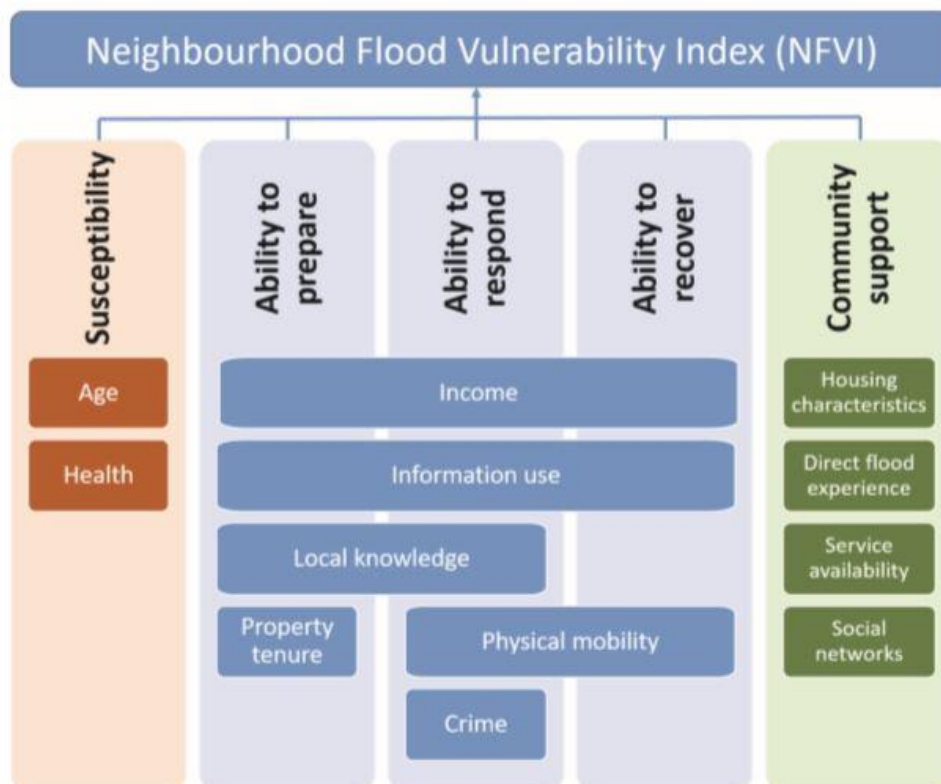 Neighbourhood Flood Vulnerability Index (NFVI)
Susceptibility
Ability to
prepare
Ability to
respond
Ability to
recover
Community
support
Age
Income
Housing
characteristics
Health
Information use
Direct flood
experience
Local knowledge
Service
availability
Property
tenure
Physical mobility
Social
networks
Crime